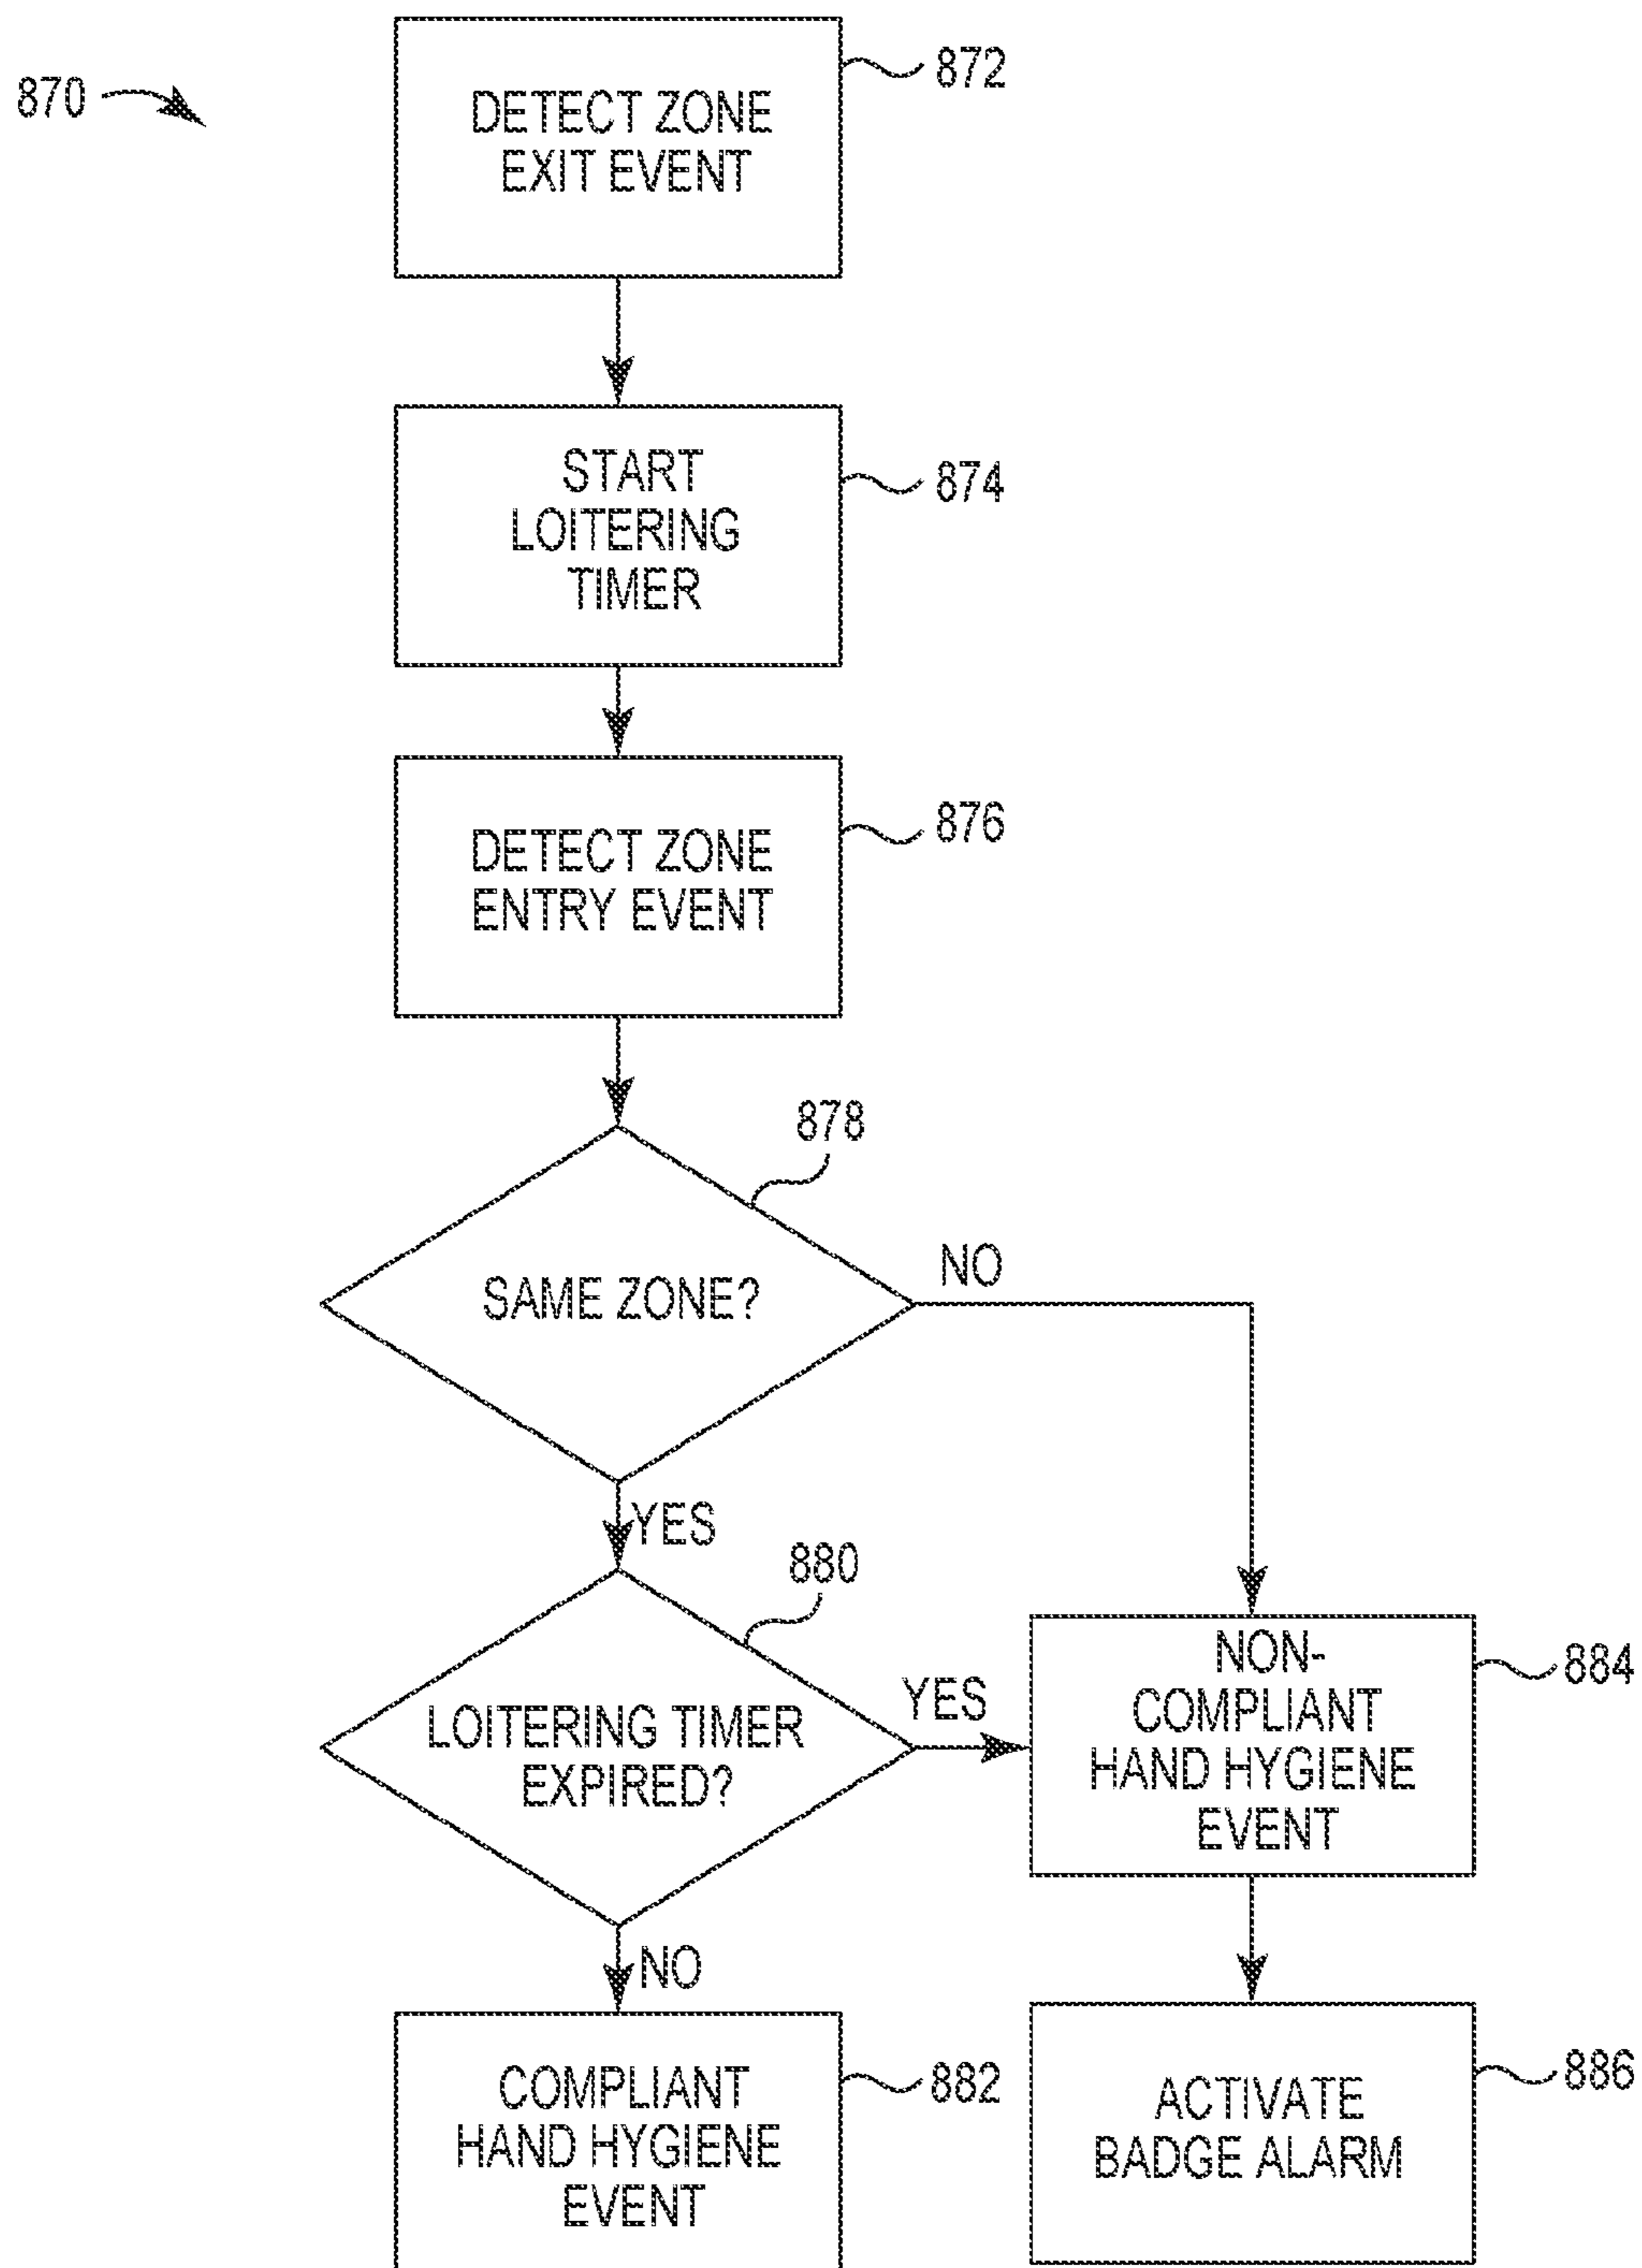 870
872
DETECT ZONE
EXIT EVENT
874
START
LOITERING
TIMER
876
DETECT ZONE
ENTRY EVENT
878
SAME ZONE?
NO
YES
880
LOITERING TIMER
EXPIRED?
YES
NON-
COMPLIANT
HAND HYGIENE
EVENT
884
NO
COMPLIANT
HAND HYGIENE
EVENT
882
ACTIVATE
BADGE ALARM
886